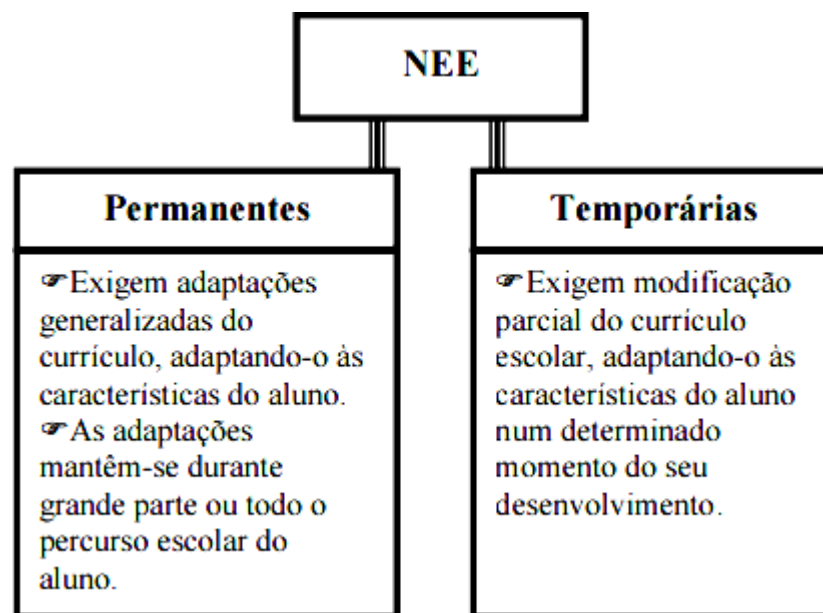 NEE
Permanentes
☞Exigem adaptações
generalizadas do
currículo, adaptando-o às
características do aluno.
☞As adaptações
mantêm-se durante
grande parte ou todo o
percurso escolar do
aluno.
Temporárias
☞Exigem modificação
parcial do currículo
escolar, adaptando-o às
características do aluno
num determinado
momento do seu
desenvolvimento.